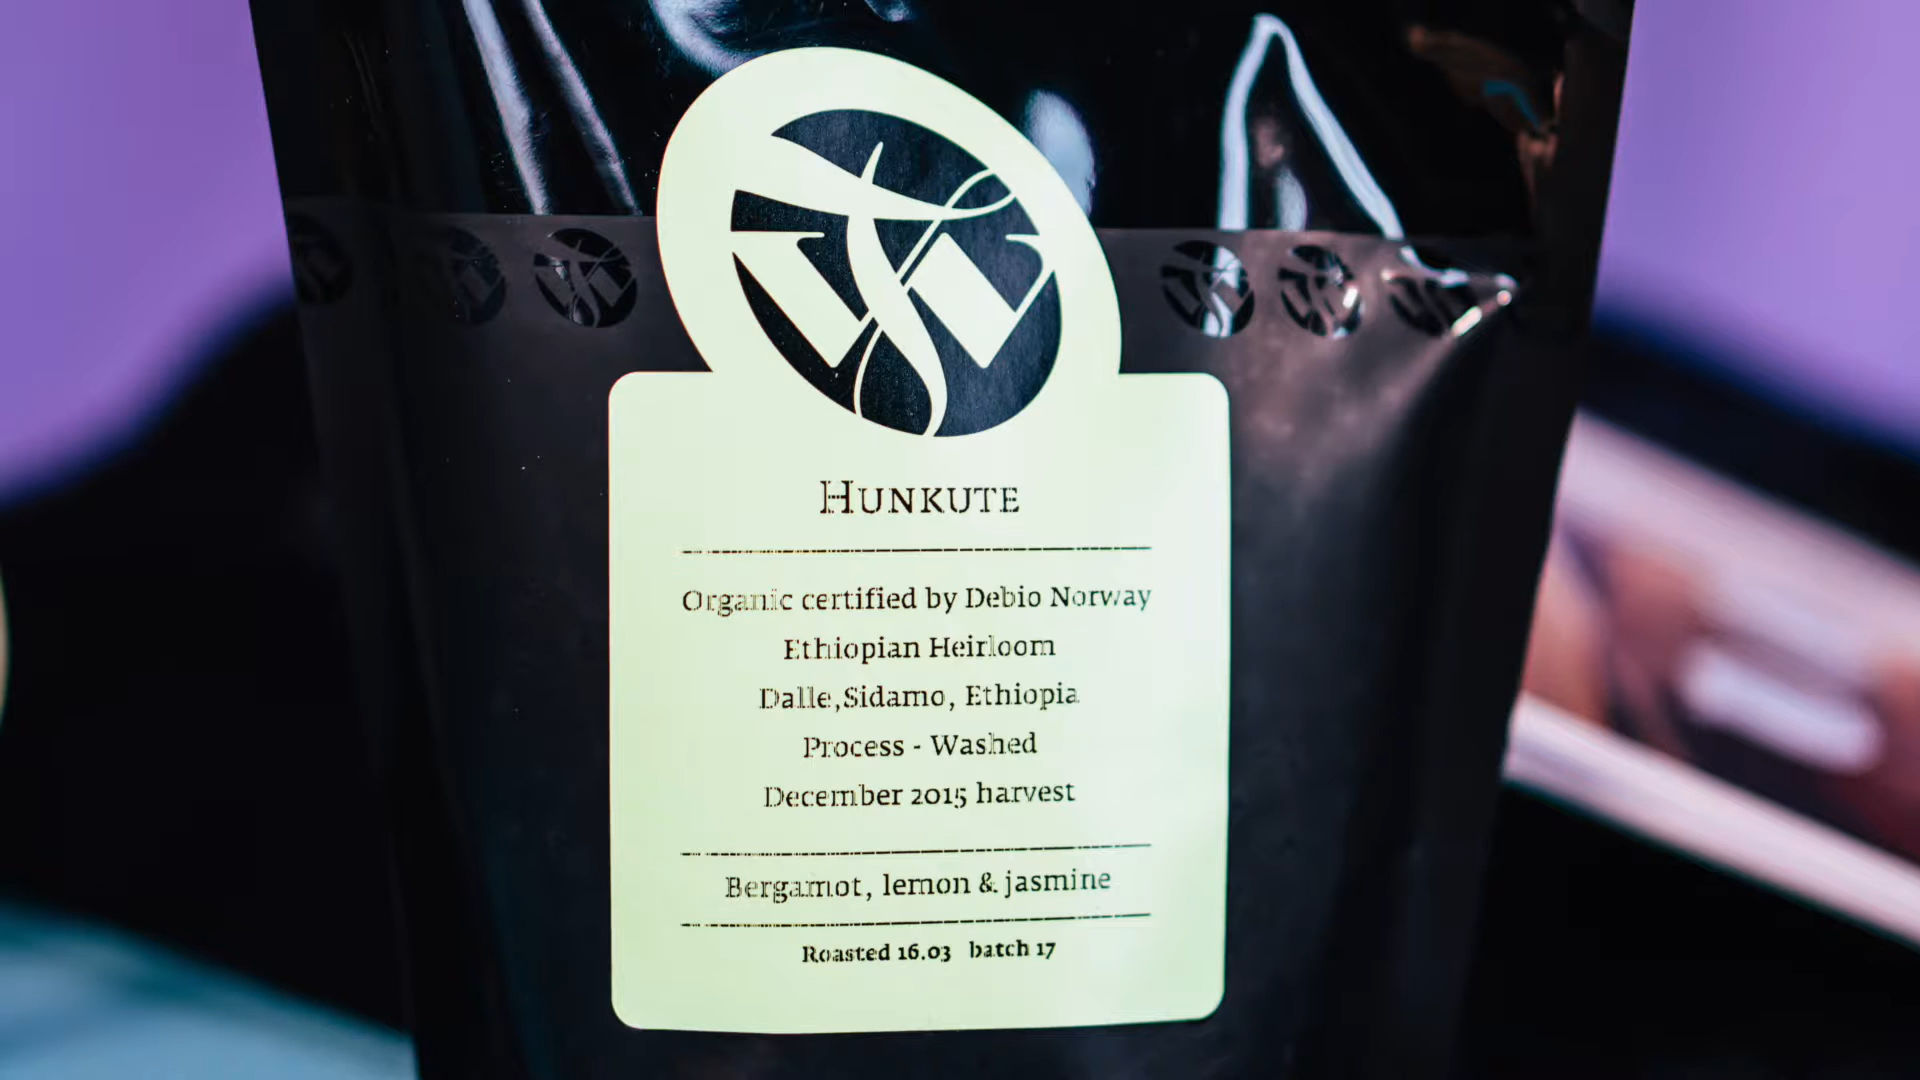 Hunkute
Organic certified by Debio Norway
Ethiopian Heirloom
Dalle,Sidamo, Ethiopia
Process - Washed
December 2015 harvest
Bergamot, lemon & jasmine
Roasted 16.03 batch 17